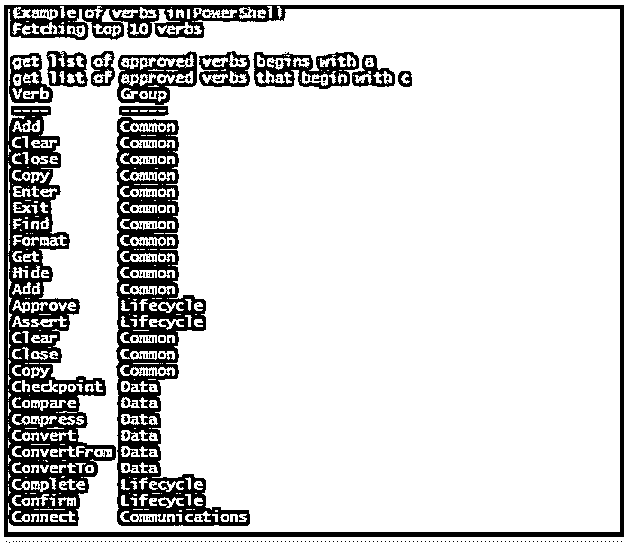 Example of verbs in PowerShell
Fetching top 10 verbs
get list of approved verbs begins with a
get list of approved verbs that begin with c
Verb Group
---- -----
Add Common
Clear Common
Close Common
Copy Common
Enter Common
Exit Common
Find Common
Format Common
Get Common
Hide Common
Add Common
Approve Lifecycle
Assert Lifecycle
Clear Common
Close Common
Copy Common
Checkpoint Data
Compare Data
Compress Data
Convert Data
ConvertFrom Data
ConvertTo Data
Complete Lifecycle
Confirm Lifecycle
Connect Communications